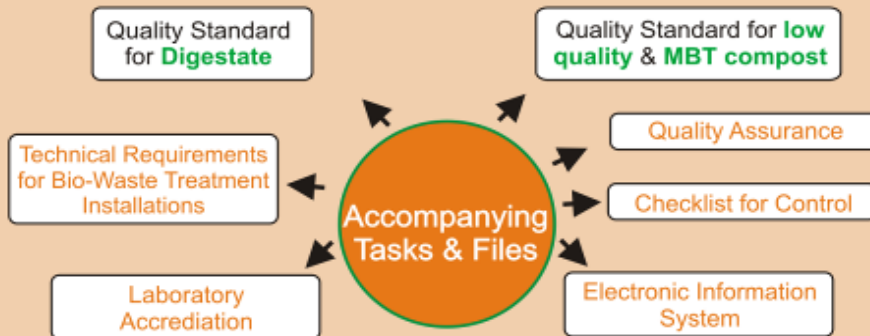 Quality Standard
for Digestate
Quality Standard for low
quality & MBT compost
Quality Assurance
Technical Requirements
for Bio-Waste Treatment
Installations
Checklist for Control
Accompanying
Tasks & Files
Laboratory
Accrediation
Electronic Information
System